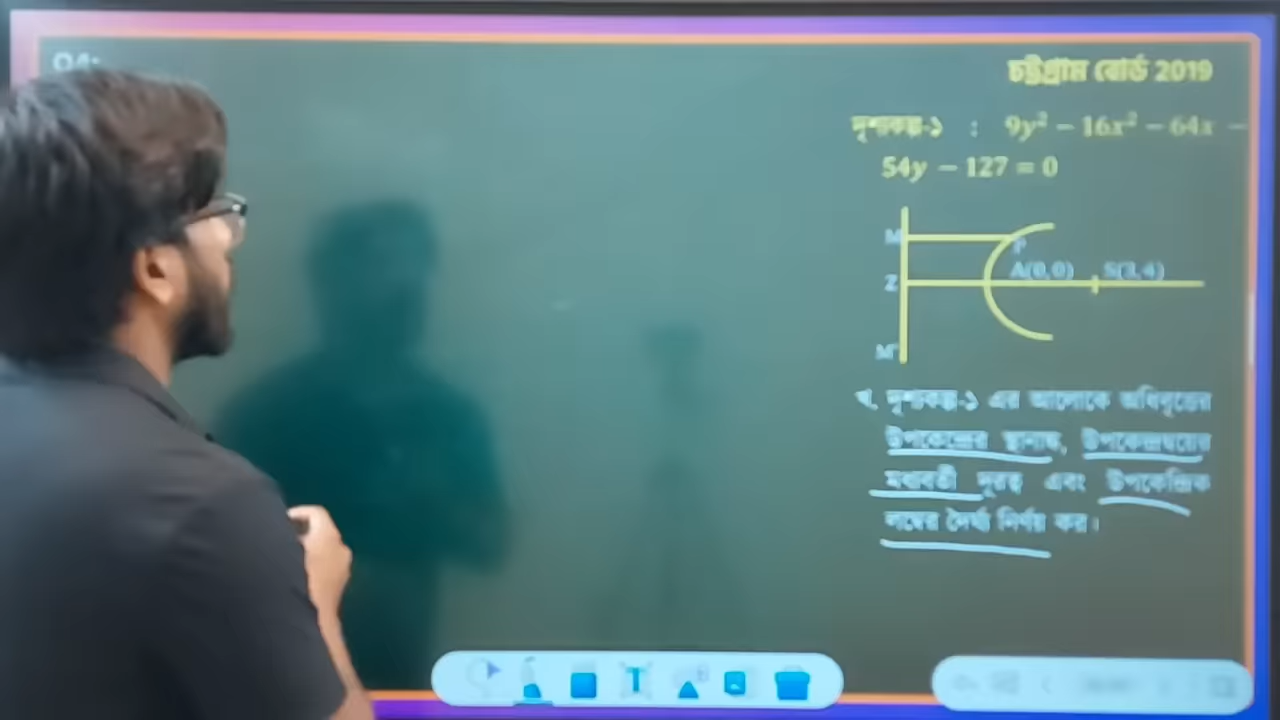 04:
চট্টগ্রাম বোর্ড 2019
দৃশ্যকল্প-১ : 9y² − 16x² − 64x −
54y − 127 = 0
M
P
A(0,0) S(3,4)
Z
M'
খ. দৃশ্যকল্প-১ এর আলোকে অধিবৃত্তের
উপকেন্দ্রের স্থানাঙ্ক, উপকেন্দ্রদ্বয়ের
মধ্যবর্তী দূরত্ব এবং উপকেন্দ্রিক
লম্বের দৈর্ঘ্য নির্ণয় কর।